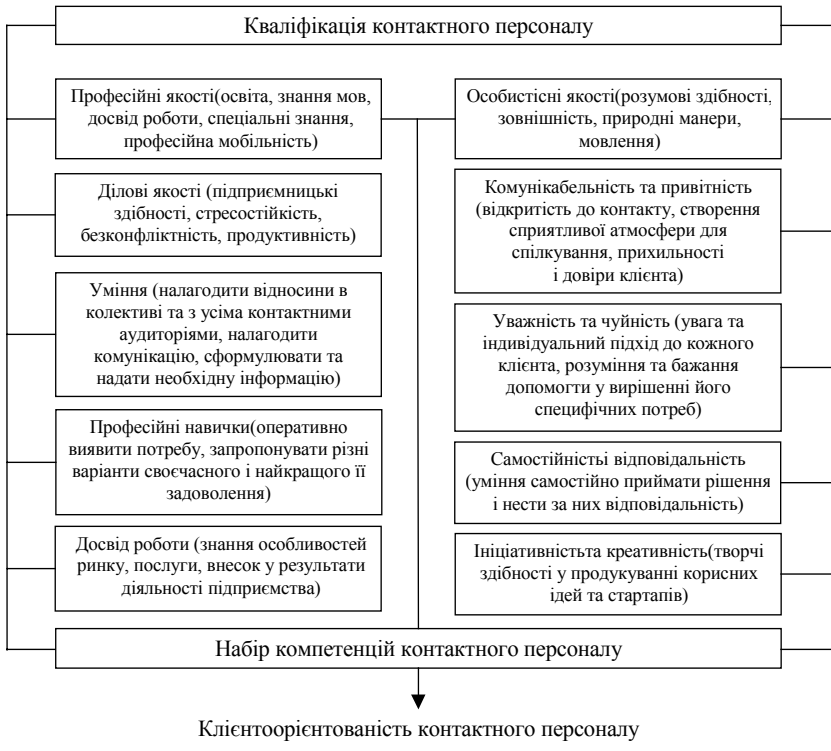 Кваліфікація контактного персоналу
Професійні якості(освіта, знання мов,
досвід роботи, спеціальні знання,
професійна мобільність)
Ділові якості (підприємницькі
здібності, стресостійкість,
безконфліктність, продуктивність)
Уміння (налагодити відносини в
колективі та з усіма контактними
аудиторіями, налагодити
комунікацію, сформулювати та
надати необхідну інформацію)
Професійні навички(оперативно
виявити потребу, запропонувати різні
варіанти своєчасного і найкращого її
задоволення)
Досвід роботи (знання особливостей
ринку, послуги, внесок у результати
діяльності підприємства)
Особистісні якості(розумові здібності,
зовнішність, природні манери,
мовлення)
Комунікабельність та привітність
(відкритість до контакту, створення
сприятливої атмосфери для
спілкування, прихильності
і довіри клієнта)
Уважність та чуйність (увага та
індивідуальний підхід до кожного
клієнта, розуміння та бажання
допомогти у вирішенні його
специфічних потреб)
Самостійністьі відповідальність
(уміння самостійно приймати рішення
і нести за них відповідальність)
Ініціативністьта креативність(творчі
здібності у продукуванні корисних
ідей та стартапів)
Набір компетенцій контактного персоналу
Клієнтоорієнтованість контактного персоналу